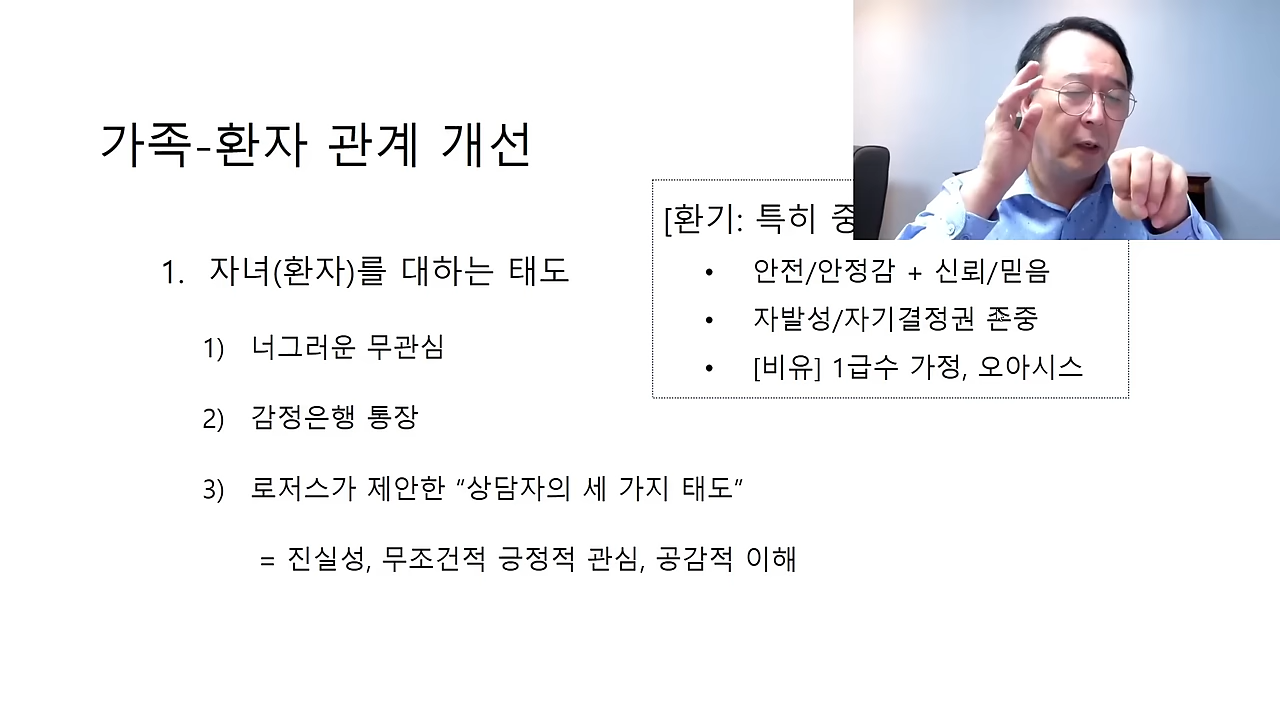 가족-환자 관계 개선
[환기: 특히
안전/안정감 + 신뢰/믿음
자발성/자기결정권 존중
[비유] 1급수 가정, 오아시스
1. 자녀(환자)를 대하는 태도
1) 너그러운 무관심
2) 감정은행 통장
3) 로저스가 제안한 “상담자의 세 가지 태도”
= 진실성, 무조건적 긍정적 관심, 공감적 이해